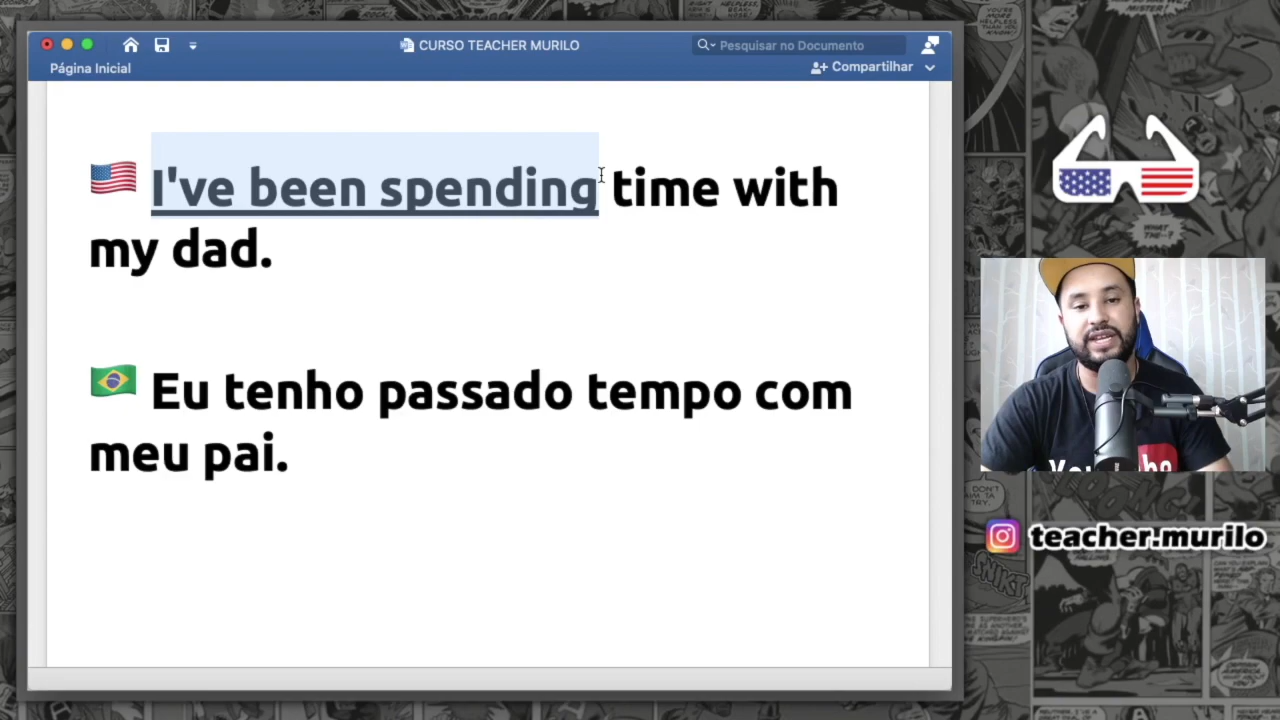 CURSO TEACHER MURILO
Pesquisar no Documento
Página Inicial
Compartilhar
I've been spending time with
my dad.
Eu tenho passado tempo com
meu pai.
teacher.murilo